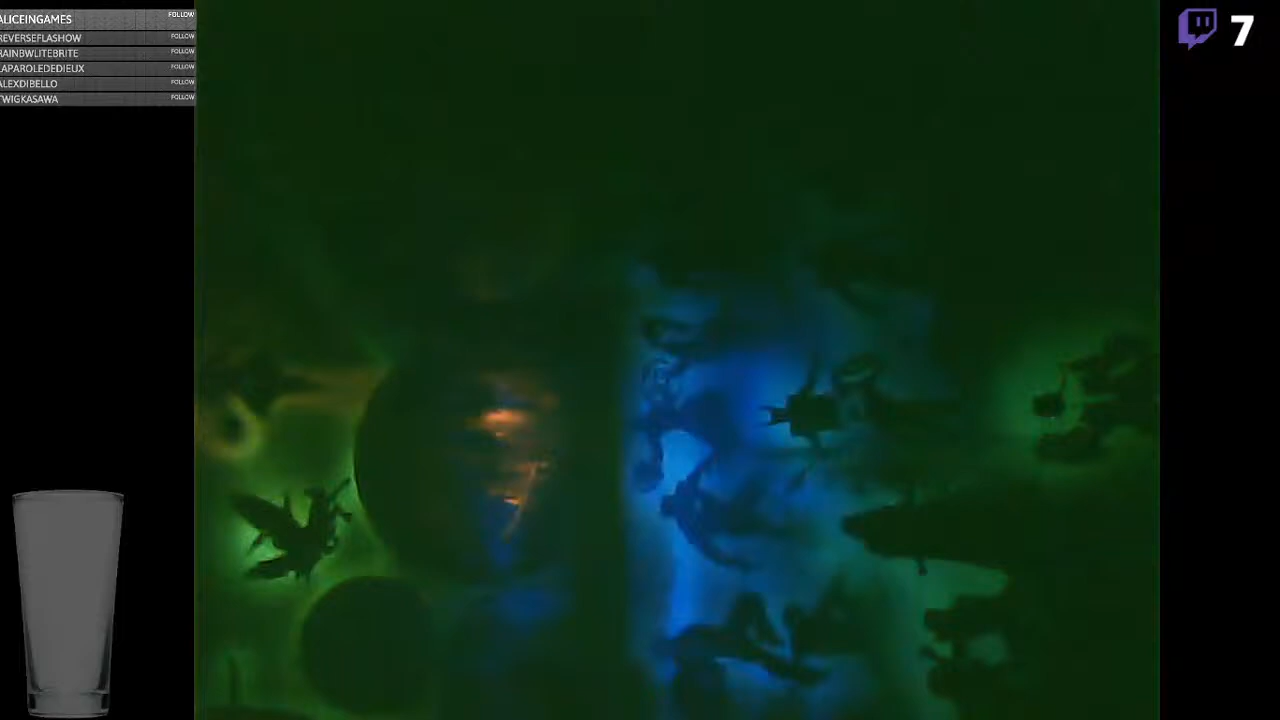 ALICEINGAMES FOLLOW
REVERSEFLASHOW FOLLOW
RAINBWLITEBRITE FOLLOW
LAPAROLEDEDIEUX FOLLOW
ALEXDIBELLO FOLLOW
TWIGKASAWA FOLLOW
7